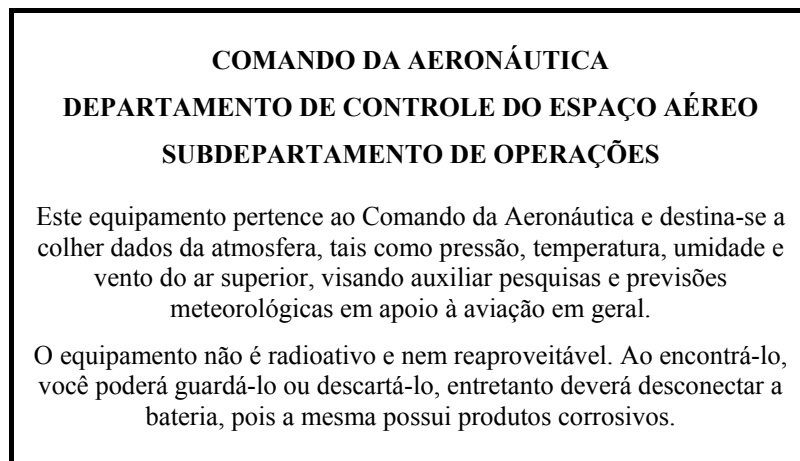 COMANDO DA AERONÁUTICA
DEPARTAMENTO DE CONTROLE DO ESPAÇO AÉREO
SUBDEPARTAMENTO DE OPERAÇÕES
Este equipamento pertence ao Comando da Aeronáutica e destina-se a
colher dados da atmosfera, tais como pressão, temperatura, umidade e
vento do ar superior, visando auxiliar pesquisas e previsões
meteorológicas em apoio à aviação em geral.
O equipamento não é radioativo e nem reaproveitável. Ao encontrá-lo,
você poderá guardá-lo ou descartá-lo, entretanto deverá desconectar a
bateria, pois a mesma possui produtos corrosivos.